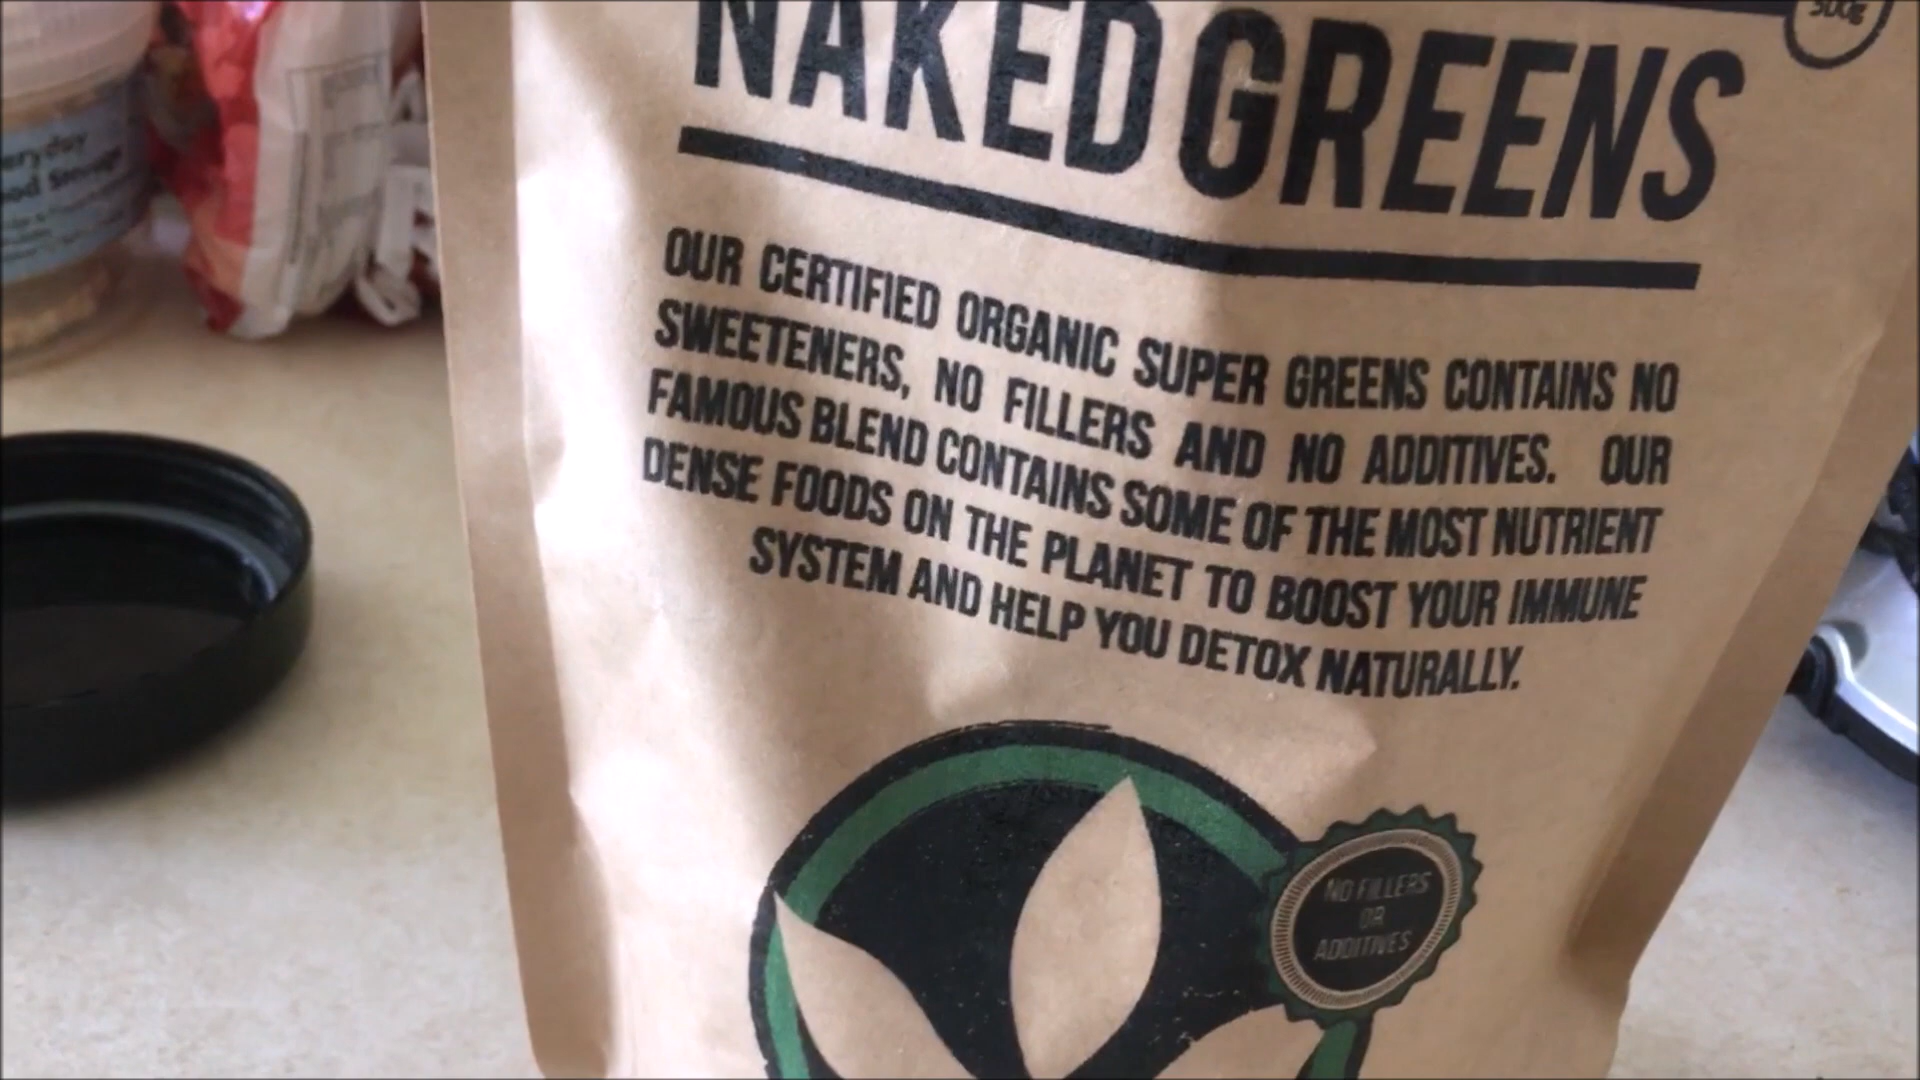 500g
NAKED GREENS
OUR CERTIFIED ORGANIC SUPER GREENS CONTAINS NO
SWEETENERS, NO FILLERS AND NO ADDITIVES. OUR
FAMOUS BLEND CONTAINS SOME OF THE MOST NUTRIENT
DENSE FOODS ON THE PLANET TO BOOST YOUR IMMUNE
SYSTEM AND HELP YOU DETOX NATURALLY.
NO FILLERS
OR
ADDITIVES
eryday